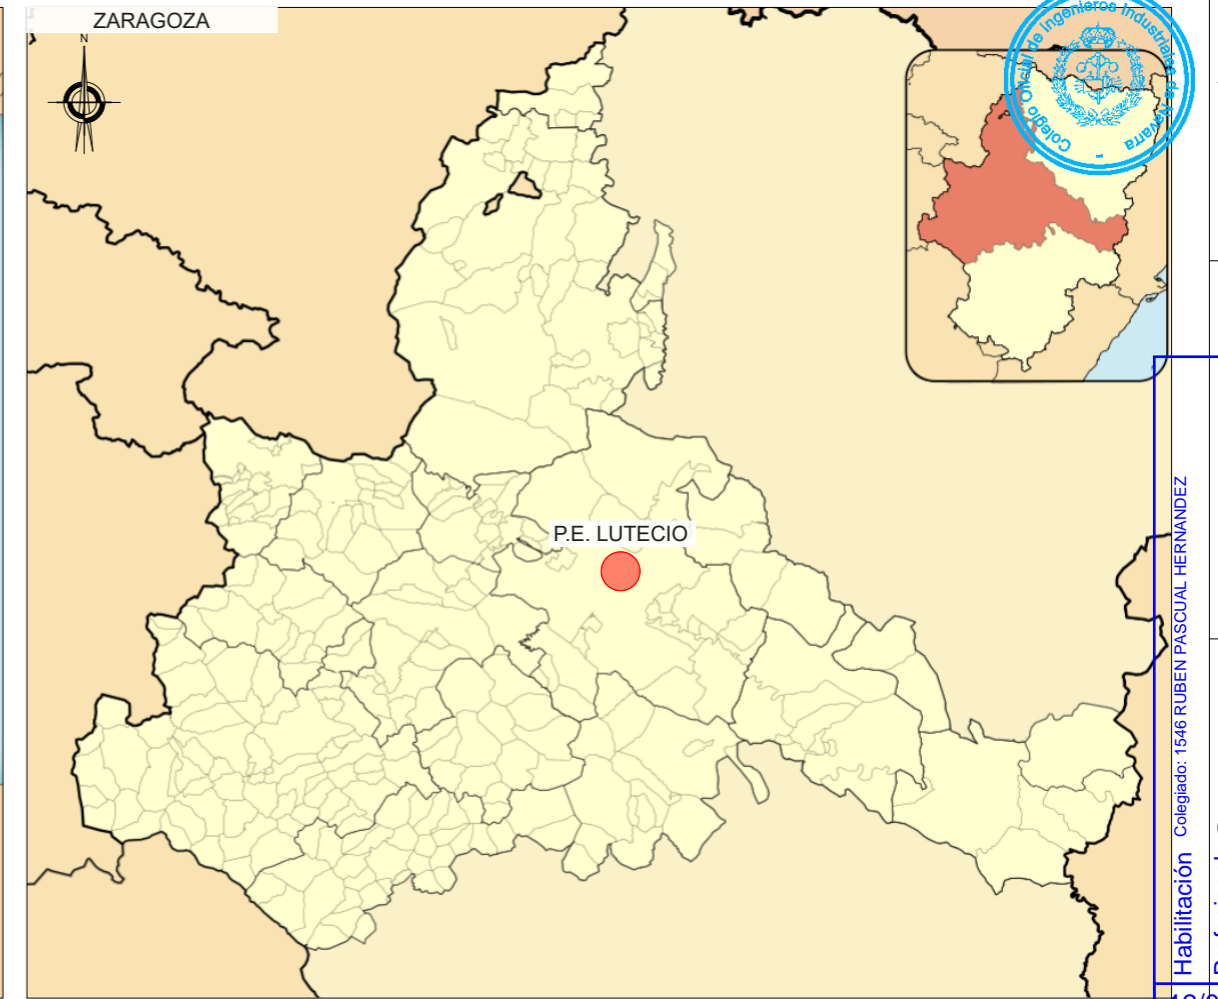 ZARAGOZA
N
P.E. LUTECIO
Colegio Oficial de Ingenieros Industriales de Navarra
Habilitación Colegiado: 1546 RUBEN PASCUAL HERNANDEZ